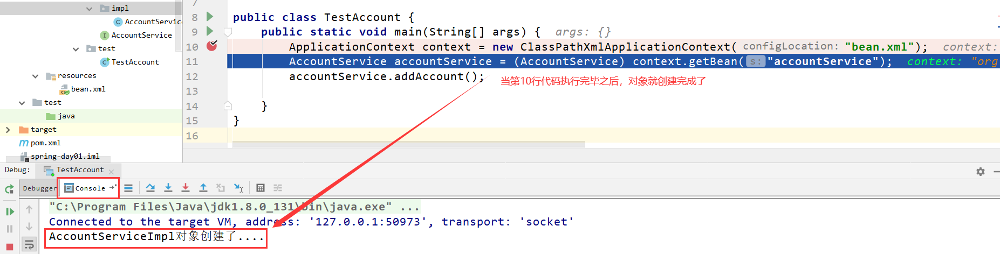 impl
AccountService
AccountService
test
TestAccount
resources
bean.xml
test
java
target
pom.xml
spring-day01.iml
7
8 public class TestAccount {
9 public static void main(String[] args) { args: {}
10 ApplicationContext context = new ClassPathXmlApplicationContext( configLocation: "bean.xml"); context:
11 AccountService accountService = (AccountService) context.getBean( s: "accountService"); context: "org
12 accountService.addAccount();
当第10行代码执行完毕之后，对象就创建完成了
13
14 }
15 }
16
Debug: TestAccount
Debugger Console
"C:\Program Files\Java\jdk1.8.0_131\bin\java.exe" ...
Connected to the target VM, address: '127.0.0.1:50973', transport: 'socket'
AccountServiceImpl对象创建了....